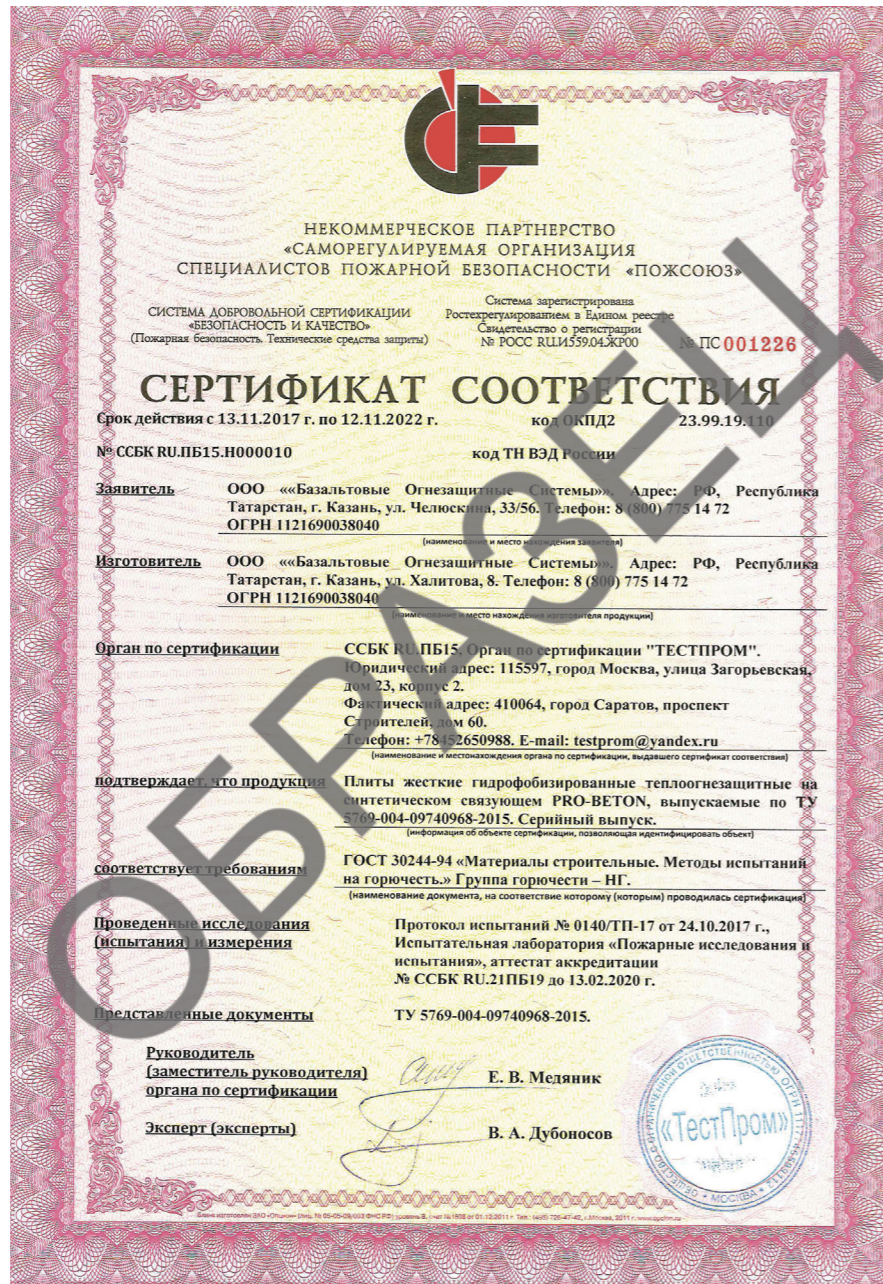 НЕКОММЕРЧЕСКОЕ ПАРТНЕРСТВО
«САМОРЕГУЛИРУЕМАЯ ОРГАНИЗАЦИЯ
СПЕЦИАЛИСТОВ ПОЖАРНОЙ БЕЗОПАСНОСТИ «ПОЖСОЮЗ»
СИСТЕМА ДОБРОВОЛЬНОЙ СЕРТИФИКАЦИИ
«БЕЗОПАСНОСТЬ И КАЧЕСТВО»
(Пожарная безопасность. Технические средства защиты)
Система зарегистрирована
Ростехрегулированием в Едином реестре
Свидетельство о регистрации
№ РОСС RU.И559.04.ЖР00
№ ПС 001226
СЕРТИФИКАТ СООТВЕТСТВИЯ
Срок действия с 13.11.2017 г. по 12.11.2022 г. код ОКПД2 23.99.19.110
№ ССБК RU.ПБ15.Н000010 код ТН ВЭД России
Заявитель ООО ««Базальтовые Огнезащитные Системы»». Адрес: РФ, Республика
Татарстан, г. Казань, ул. Челюскина, 33/56. Телефон: 8 (800) 775 14 72
ОГРН 1121690038040
(наименование и место нахождения заявителя)
Изготовитель ООО ««Базальтовые Огнезащитные Системы»». Адрес: РФ, Республика
Татарстан, г. Казань, ул. Халитова, 8. Телефон: 8 (800) 775 14 72
ОГРН 1121690038040
(наименование и место нахождения изготовителя продукции)
Орган по сертификации ССБК RU.ПБ15. Орган по сертификации "ТЕСТПРОМ".
Юридический адрес: 115597, город Москва, улица Загорьевская,
дом 23, корпус 2.
Фактический адрес: 410064, город Саратов, проспект
Строителей, дом 60.
Телефон: +78452650988. E-mail: testprom@yandex.ru
(наименование и местонахождения органа по сертификации, выдавшего сертификат соответствия)
подтверждает, что продукция Плиты жесткие гидрофобизированные теплоогнезащитные на
синтетическом связующем PRO-BETON, выпускаемые по ТУ
5769-004-09740968-2015. Серийный выпуск.
(информация об объекте сертификации, позволяющая идентифицировать объект)
соответствует требованиям ГОСТ 30244-94 «Материалы строительные. Методы испытаний
на горючесть.» Группа горючести – НГ.
(наименование документа, на соответствие которому (которым) проводилась сертификация)
Проведенные исследования
(испытания) и измерения
Протокол испытаний № 0140/ТП-17 от 24.10.2017 г.,
Испытательная лаборатория «Пожарные исследования и
испытания», аттестат аккредитации
№ ССБК RU.21ПБ19 до 13.02.2020 г.
Представленные документы ТУ 5769-004-09740968-2015.
Руководитель
(заместитель руководителя)
органа по сертификации
Е. В. Медяник
Эксперт (эксперты) В. А. Дубоносов
«ТестПром»
МОСКВА
ОБРАЗЕЦ